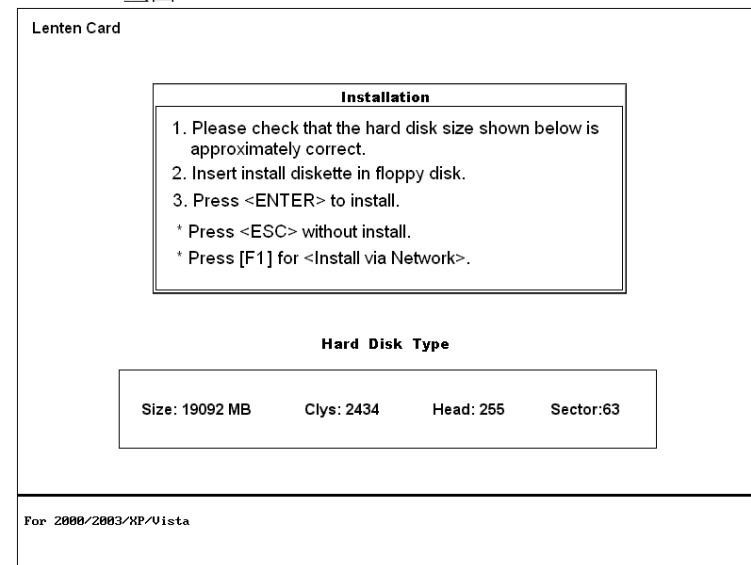 Lenten Card
Installation
1. Please check that the hard disk size shown below is
approximately correct.
2. Insert install diskette in floppy disk.
3. Press <ENTER> to install.
* Press <ESC> without install.
* Press [F1] for <Install via Network>.
Hard Disk Type
Size: 19092 MB Clys: 2434 Head: 255 Sector:63
For 2000/2003/XP/Vista